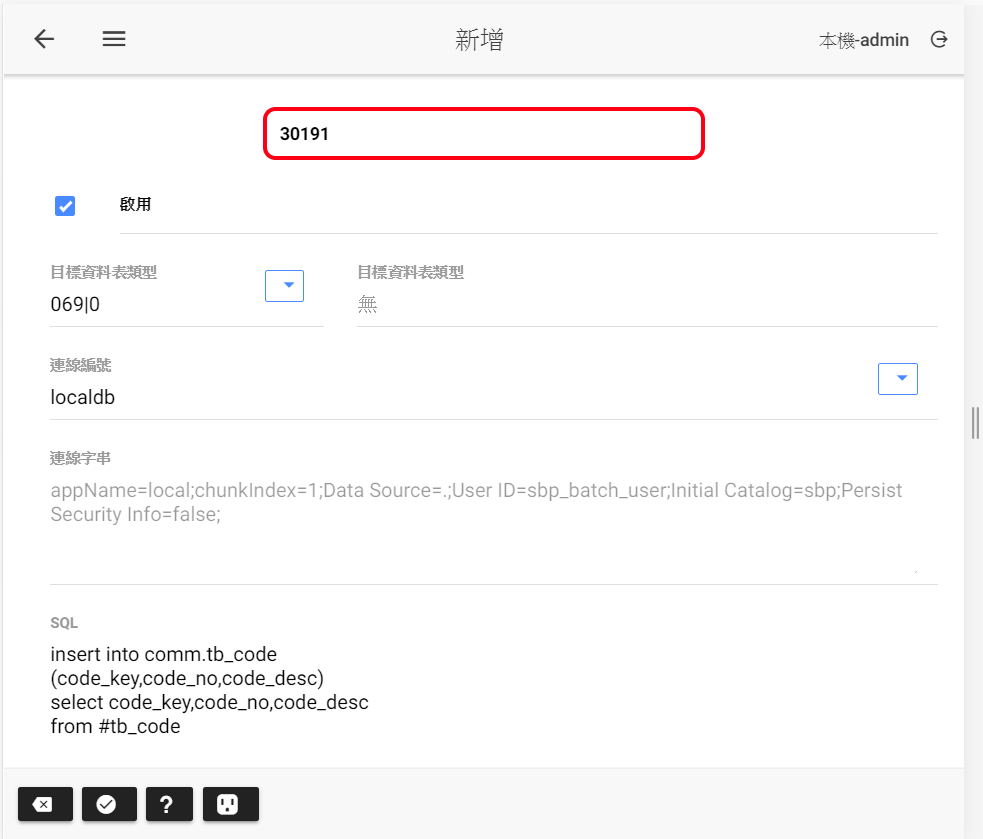 新增
本機-admin
30191
啟用
目標資料表類型
069|0
目標資料表類型
無
連線編號
localdb
連線字串
appName=local;chunkIndex=1;Data Source=.;User ID=sbp_batch_user;Initial Catalog=sbp;Persist
Security Info=false;
SQL
insert into comm.tb_code
(code_key,code_no,code_desc)
select code_key,code_no,code_desc
from #tb_code